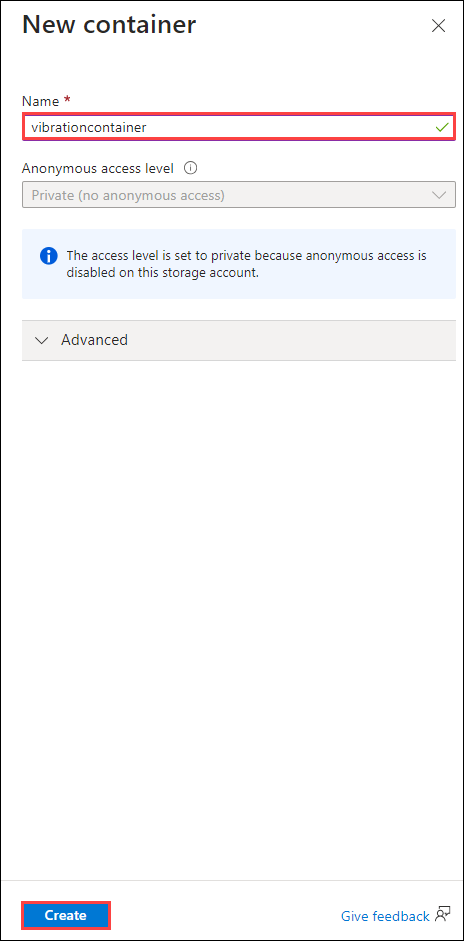 New container
Name *
vibrationcontainer
Anonymous access level
Private (no anonymous access)
The access level is set to private because anonymous access is
disabled on this storage account.
Advanced
Create
Give feedback